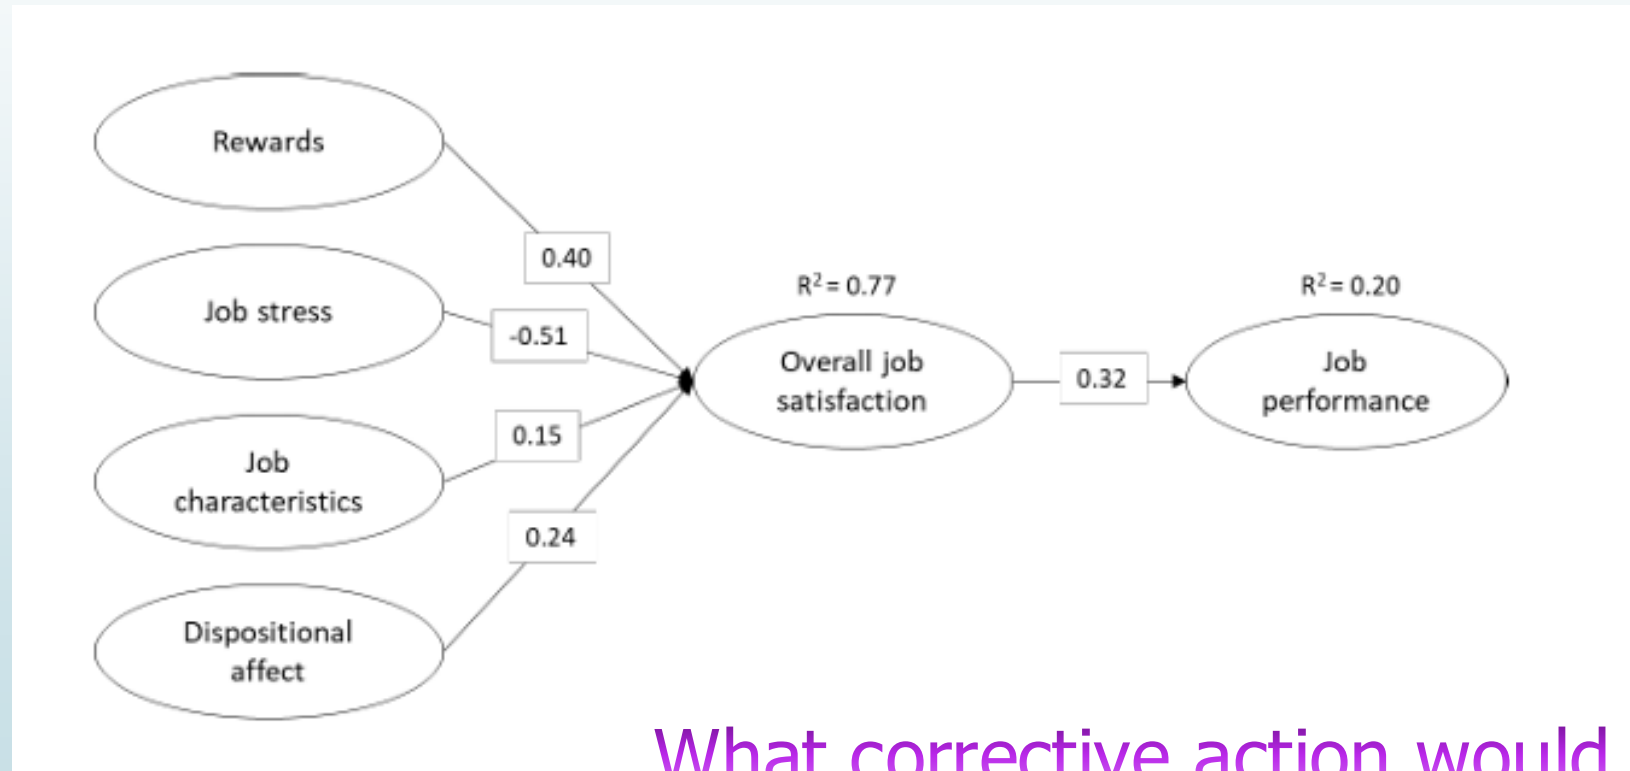 Rewards
0.40
Job stress
-0.51
R²= 0.77
R²= 0.20
Overall job
satisfaction
0.32
Job
performance
0.15
Job
characteristics
0.24
Dispositional
affect
What corrective action would